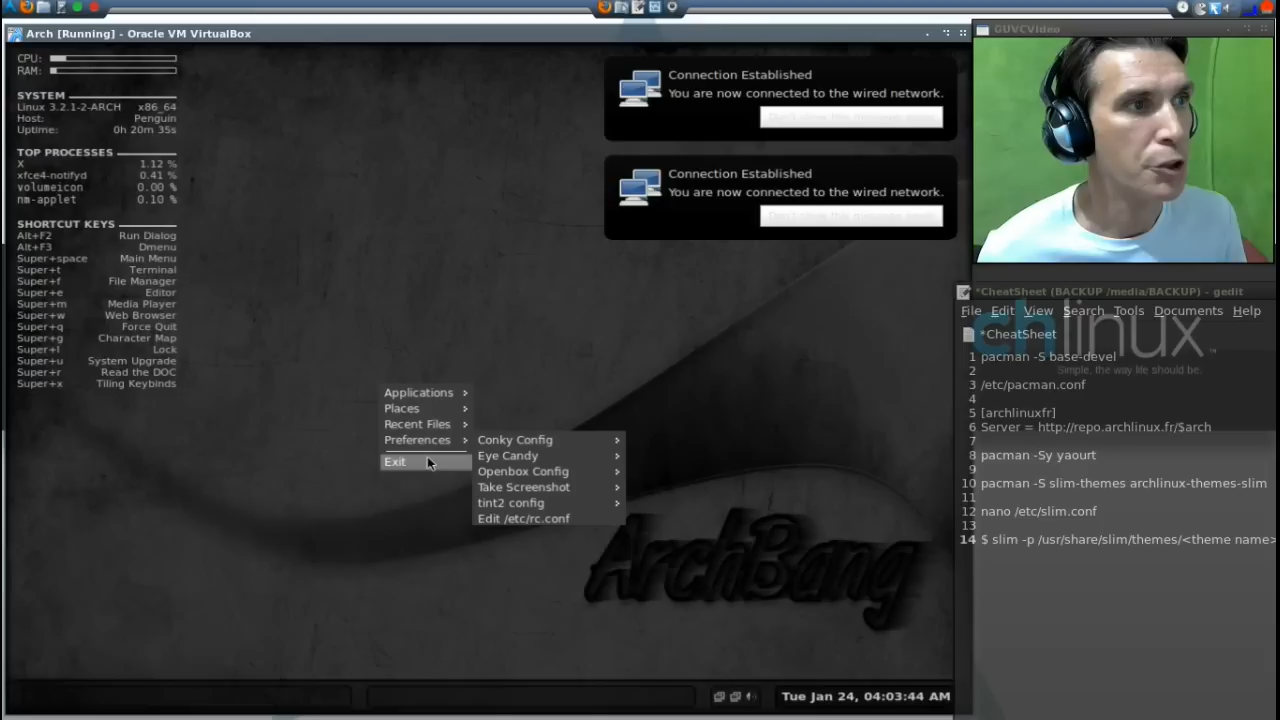 Arch [Running] - Oracle VM VirtualBox
CPU:
RAM:
SYSTEM
Linux 3.2.1-2-ARCH x86_64
Host: Penguin
Uptime: 0h 20m 35s
TOP PROCESSES
X 1.12 %
xfce4-notifyd 0.41 %
volumeicon 0.00 %
nm-applet 0.10 %
SHORTCUT KEYS
Alt+F2 Run Dialog
Alt+F3 Dmenu
Super+space Main Menu
Super+t Terminal
Super+f File Manager
Super+e Editor
Super+m Media Player
Super+w Web Browser
Super+q Force Quit
Super+g Character Map
Super+l Lock
Super+u System Upgrade
Super+r Read the DOC
Super+x Tiling Keybinds
Connection Established
You are now connected to the wired network.
Connection Established
You are now connected to the wired network.
Applications
Places
Recent Files
Preferences
Exit
Conky Config
Eye Candy
Openbox Config
Take Screenshot
tint2 config
Edit /etc/rc.conf
ArchBang
Tue Jan 24, 04:03:44 AM
GUVCVideo
*CheatSheet (BACKUP /media/BACKUP) - gedit
File Edit View Search Tools Documents Help
*CheatSheet
chlinux
Simple, the way life should be.
1 pacman -S base-devel
2
3 /etc/pacman.conf
4
5 [archlinuxfr]
6 Server = http://repo.archlinux.fr/$arch
7
8 pacman -Sy yaourt
9
10 pacman -S slim-themes archlinux-themes-slim
11
12 nano /etc/slim.conf
13
14 $ slim -p /usr/share/slim/themes/<theme name>